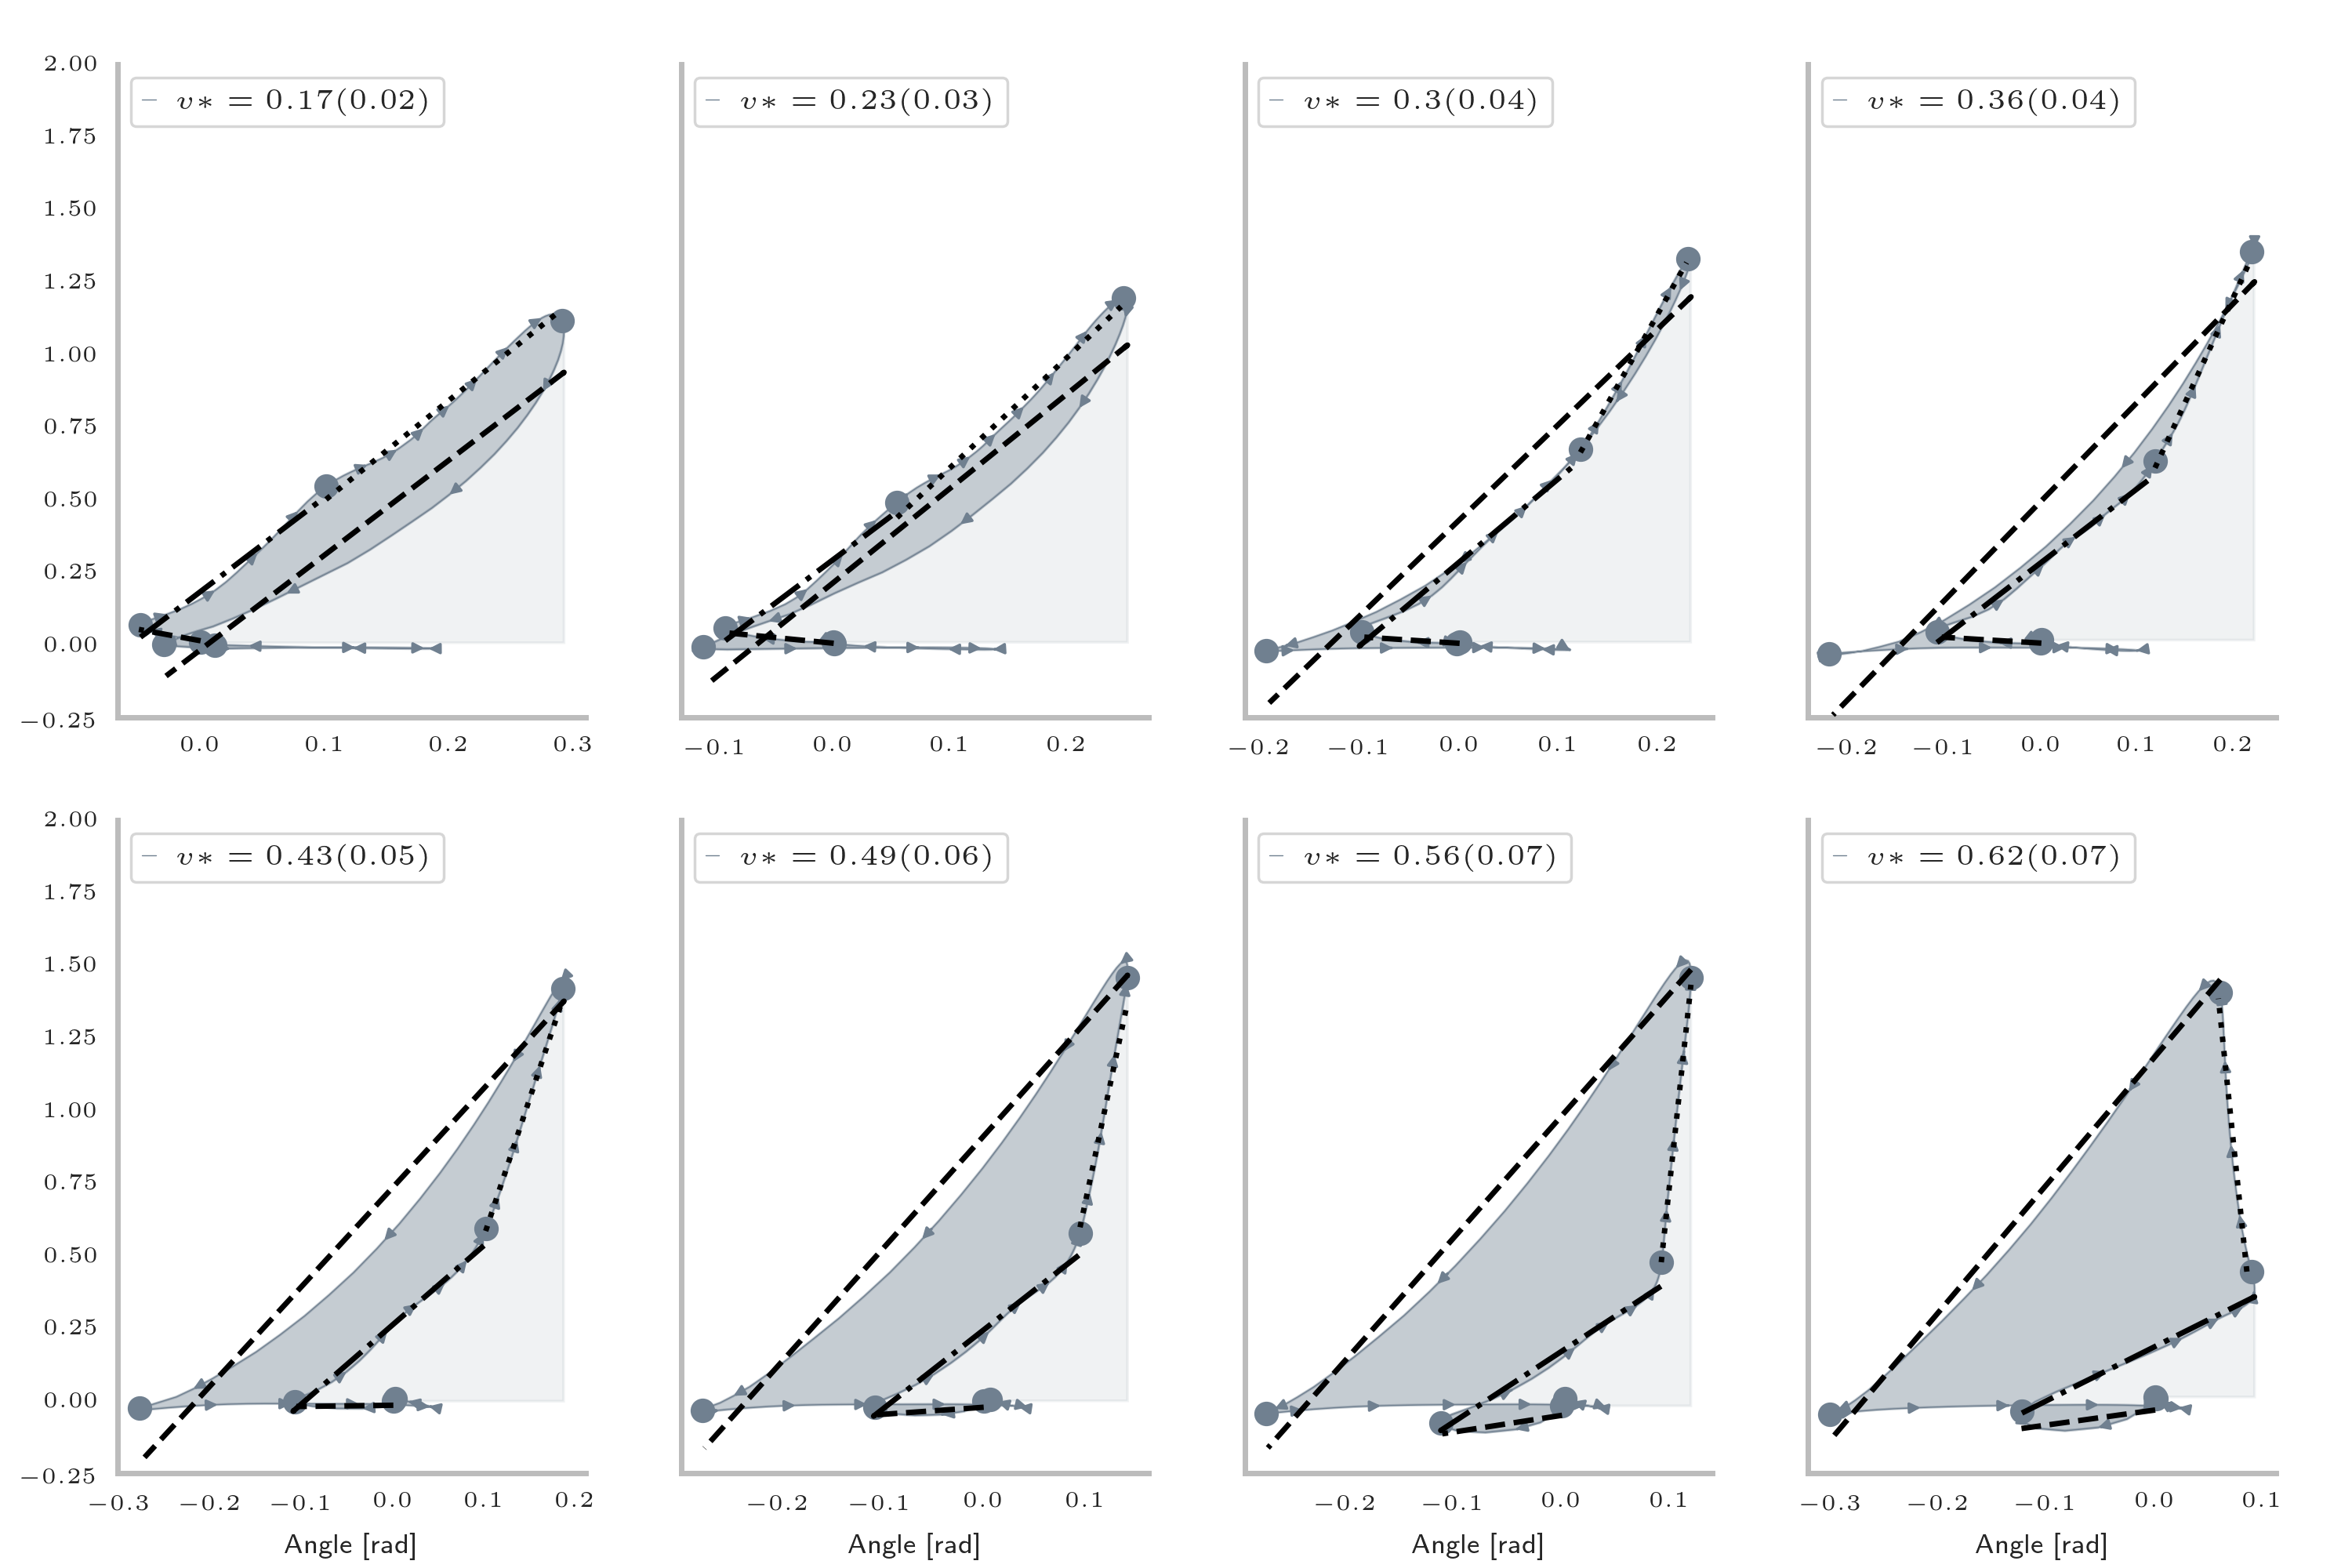 2.00
1.75
1.50
1.25
1.00
0.75
0.50
0.25
0.00
−0.25
v∗ = 0.17(0.02)
0.0 0.1 0.2 0.3
v∗ = 0.23(0.03)
−0.1 0.0 0.1 0.2
v∗ = 0.3(0.04)
−0.2 −0.1 0.0 0.1 0.2
v∗ = 0.36(0.04)
−0.2 −0.1 0.0 0.1 0.2
2.00
1.75
1.50
1.25
1.00
0.75
0.50
0.25
0.00
−0.25
v∗ = 0.43(0.05)
−0.3 −0.2 −0.1 0.0 0.1 0.2
Angle [rad]
v∗ = 0.49(0.06)
−0.2 −0.1 0.0 0.1
Angle [rad]
v∗ = 0.56(0.07)
−0.2 −0.1 0.0 0.1
Angle [rad]
v∗ = 0.62(0.07)
−0.3 −0.2 −0.1 0.0 0.1
Angle [rad]